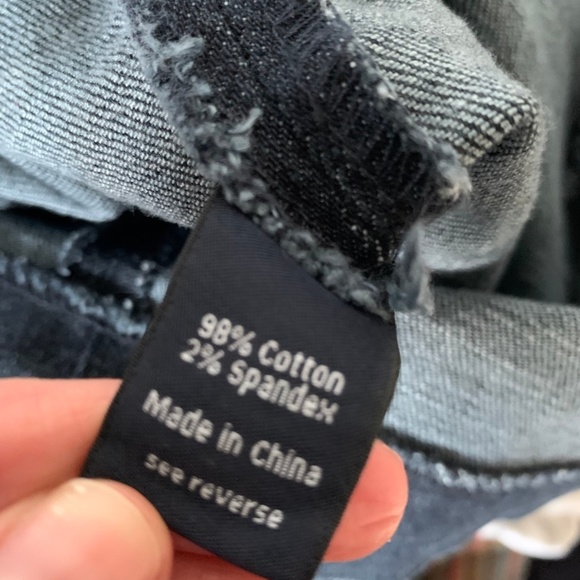 98% Cotton
2% Spandex
Made in China
see reverse